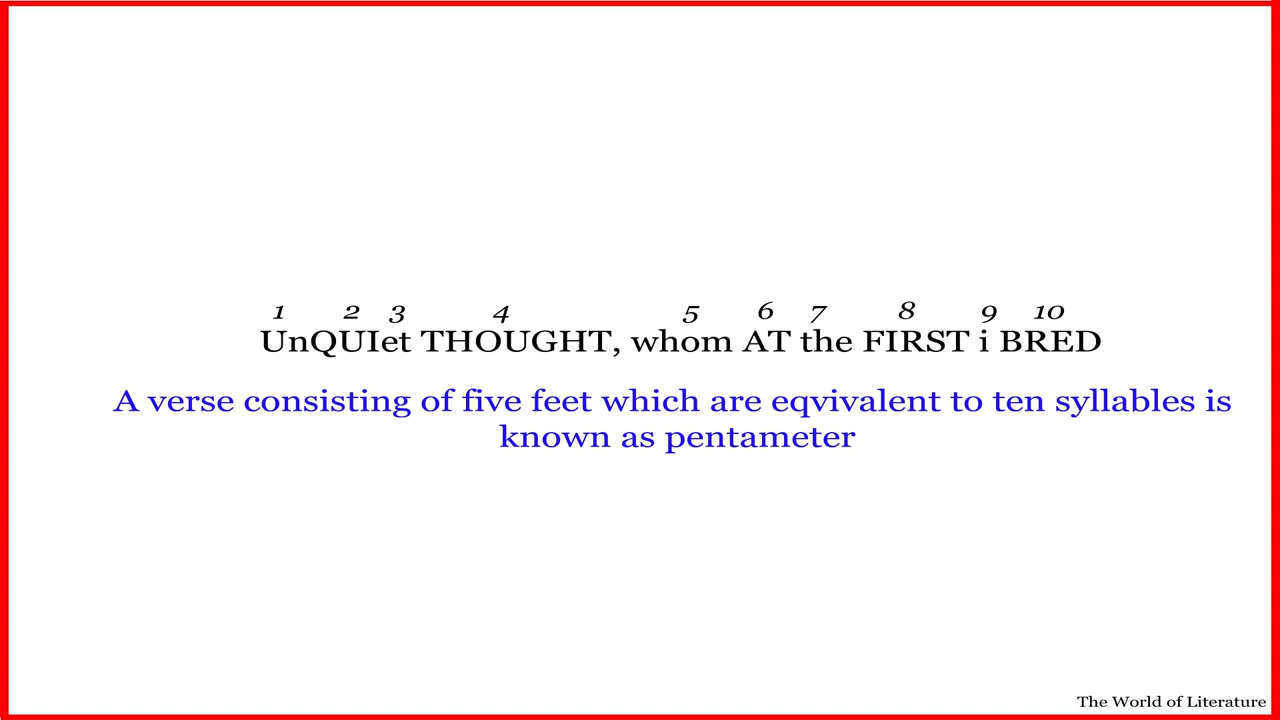 1 2 3 4 5 6 7 8 9 10
UnQUIet THOUGHT, whom AT the FIRST i BRED
A verse consisting of five feet which are eqvivalent to ten syllables is
known as pentameter
The World of Literature